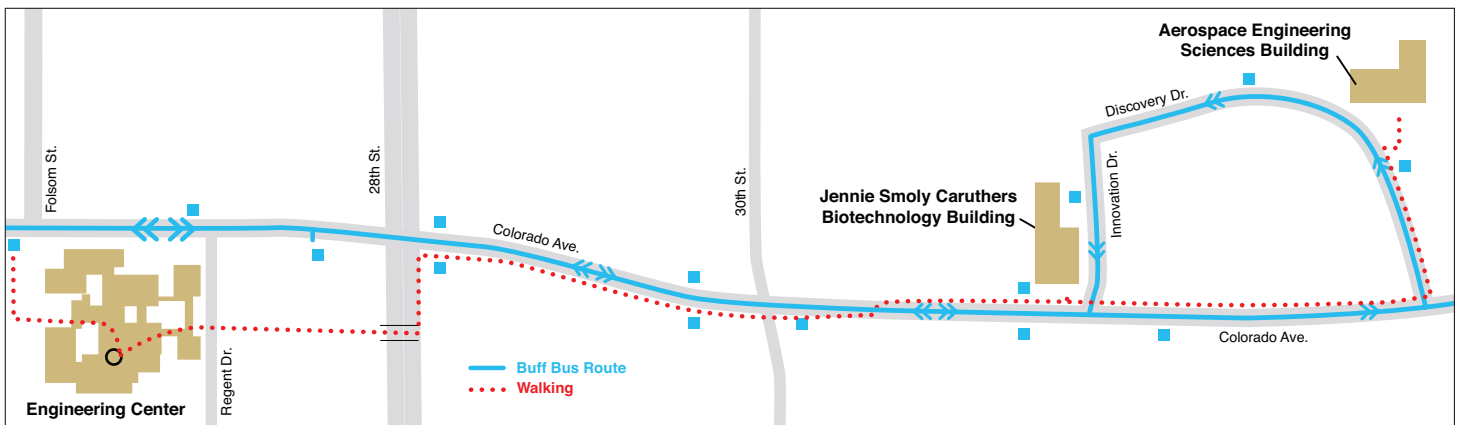 Aerospace Engineering
Sciences Building
Discovery Dr.
Folsom St.
28th St.
30th St.
Innovation Dr.
Jennie Smoly Caruthers
Biotechnology Building
Colorado Ave.
Colorado Ave.
Regent Dr.
Buff Bus Route
Walking
Engineering Center